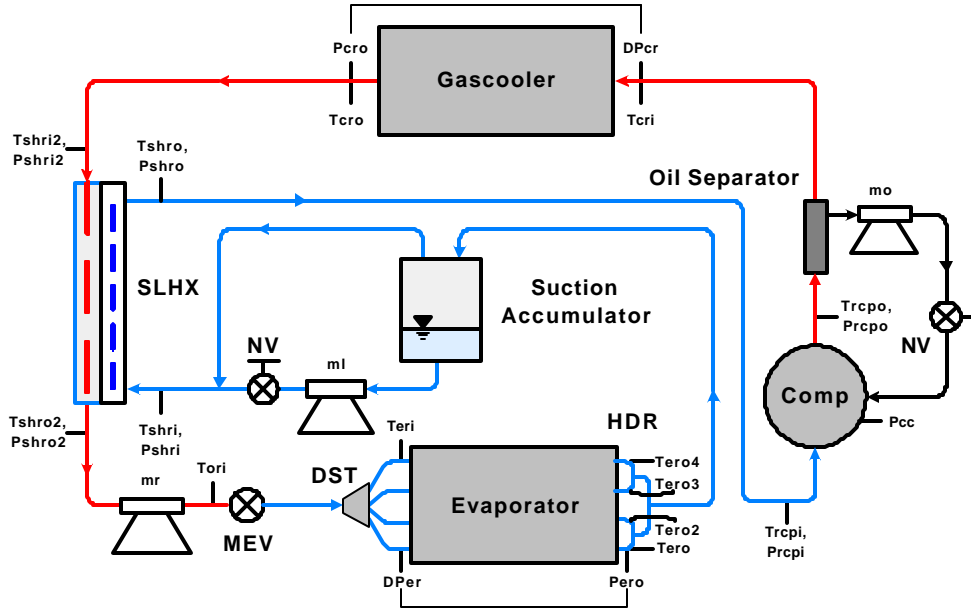 Pcro
DPcr
Gascooler
Tcro
Tcri
Tshri2,
Pshri2
Tshro,
Pshro
Oil Separator
mo
SLHX
Suction
Accumulator
Trcpo,
Prcpo
NV
NV
ml
Comp
Tshro2,
Pshro2
Tshri,
Pshri
Teri
HDR
Pcc
Tori
DST
Tero4
mr
Tero3
Evaporator
Tero2
MEV
Tero
Trcpi,
Prcpi
DPer
Pero